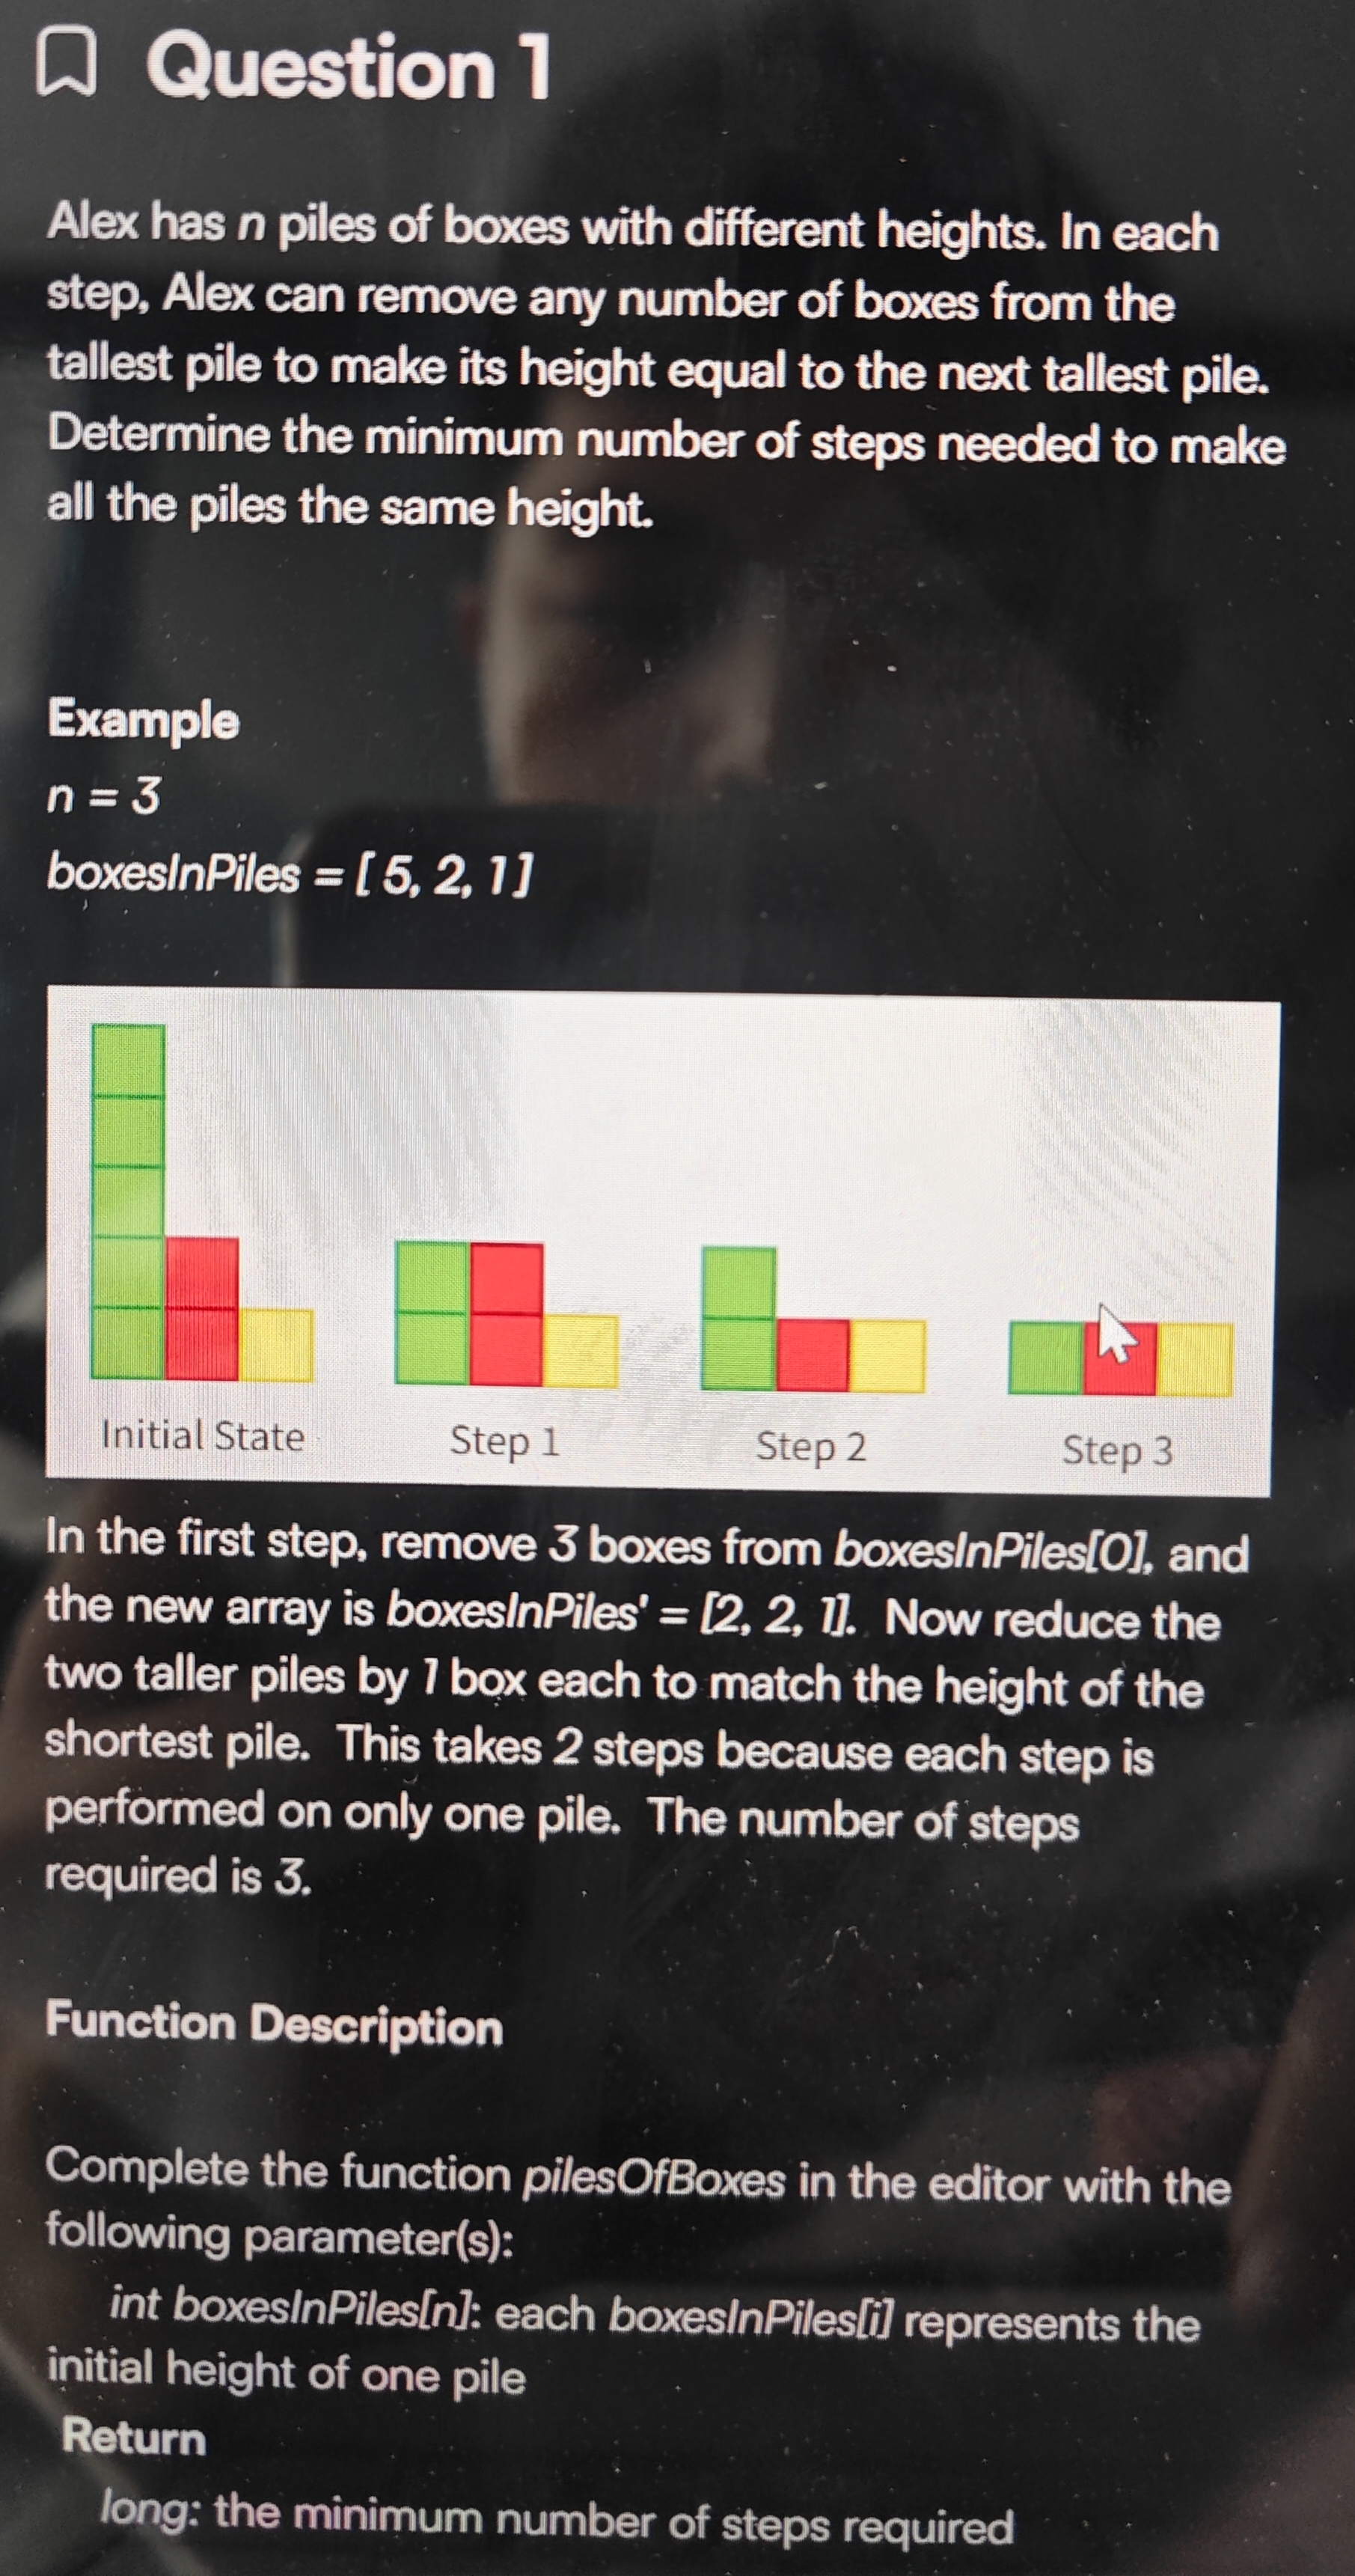 Question 1
Alex has n piles of boxes with different heights. In each
step, Alex can remove any number of boxes from the
tallest pile to make its height equal to the next tallest pile.
Determine the minimum number of steps needed to make
all the piles the same height.
Example
n = 3
boxesInPiles = [ 5, 2, 1 ]
Initial State
Step 1
Step 2
Step 3
In the first step, remove 3 boxes from boxesInPiles[0], and
the new array is boxesInPiles' = [2, 2, 1].  Now reduce the
two taller piles by 1 box each to match the height of the
shortest pile.  This takes 2 steps because each step is
performed on only one pile.  The number of steps
required is 3.
Function Description
Complete the function pilesOfBoxes in the editor with the
following parameter(s):
int boxesInPiles[n]: each boxesInPiles[i] represents the
initial height of one pile
Return
long: the minimum number of steps required